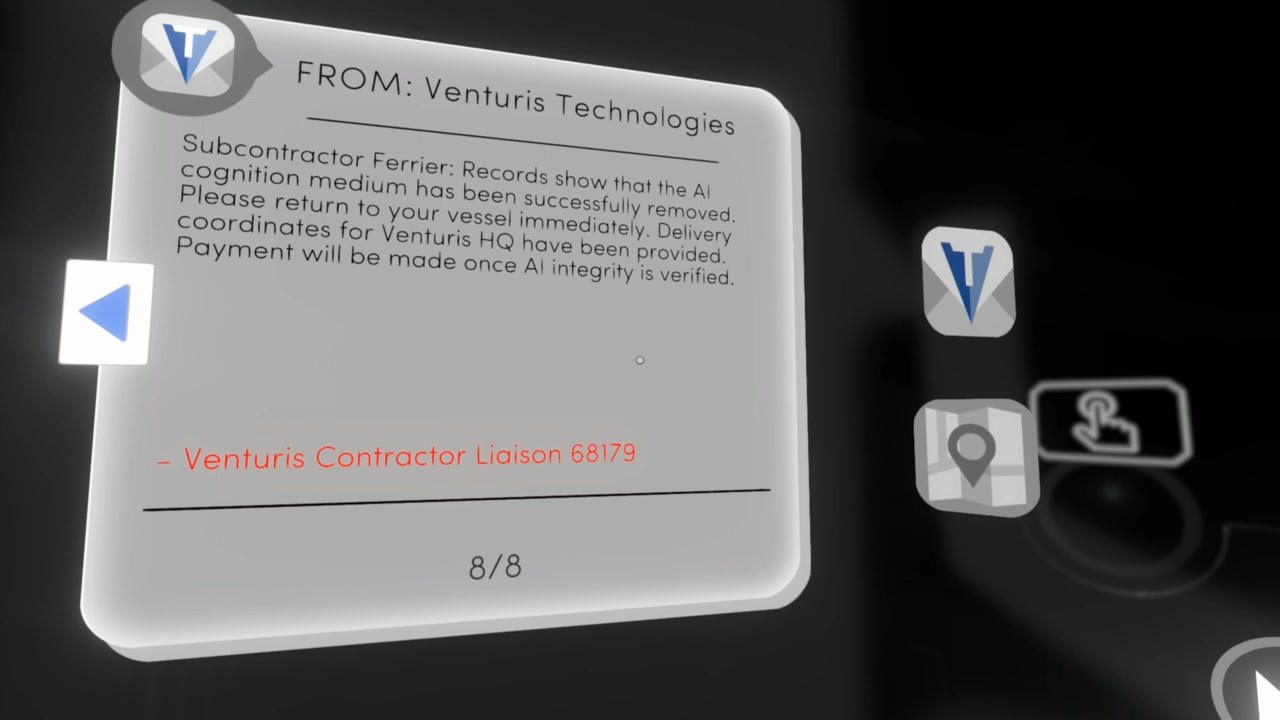 FROM: Venturis Technologies
Subcontractor Ferrier: Records show that the AI
cognition medium has been successfully removed.
Please return to your vessel immediately. Delivery
coordinates for Venturis HQ have been provided.
Payment will be made once AI integrity is verified.
– Venturis Contractor Liaison 68179
8/8